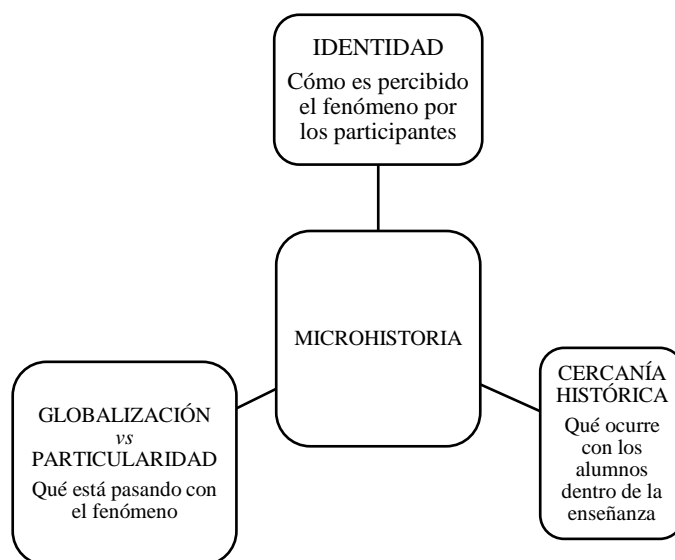 IDENTIDAD
Cómo es percibido
el fenómeno por
los participantes
MICROHISTORIA
GLOBALIZACIÓN
vs
PARTICULARIDAD
Qué está pasando con
el fenómeno
CERCANÍA
HISTÓRICA
Qué ocurre
con los
alumnos
dentro de la
enseñanza